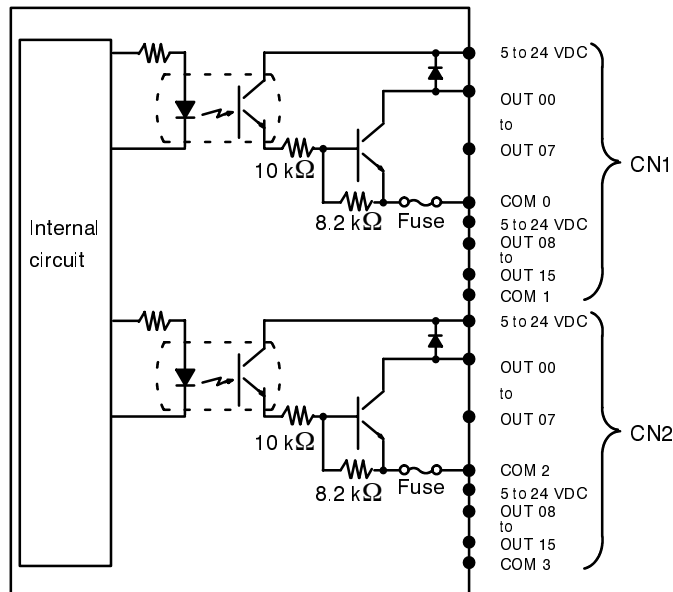 Internal
circuit
10 kΩ
8.2 kΩ
Fuse
5 to 24 VDC
OUT 00
to
OUT 07
COM 0
5 to 24 VDC
OUT 08
to
OUT 15
COM 1
CN1
10 kΩ
8.2 kΩ
Fuse
5 to 24 VDC
OUT 00
to
OUT 07
COM 2
5 to 24 VDC
OUT 08
to
OUT 15
COM 3
CN2